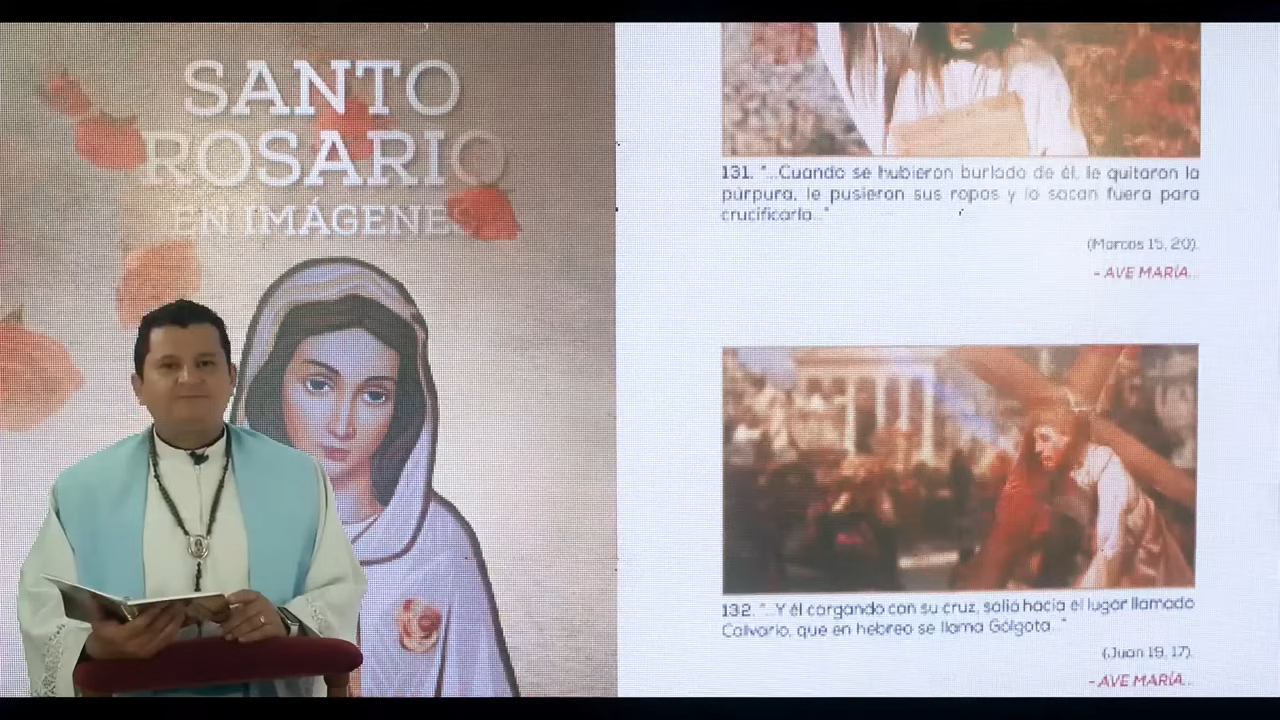 SANTO
ROSARIO
EN IMÁGENES
131. "...Cuando se hubieron burlado de él, le quitaron la
púrpura, le pusieron sus ropas y lo sacan fuera para
crucificarlo..."
(Marcos 15, 20).
- AVE MARÍA...
132. "...Y él cargando con su cruz, salió hacia el lugar llamado
Calvario, que en hebreo se llama Gólgota..."
(Juan 19, 17).
- AVE MARÍA...